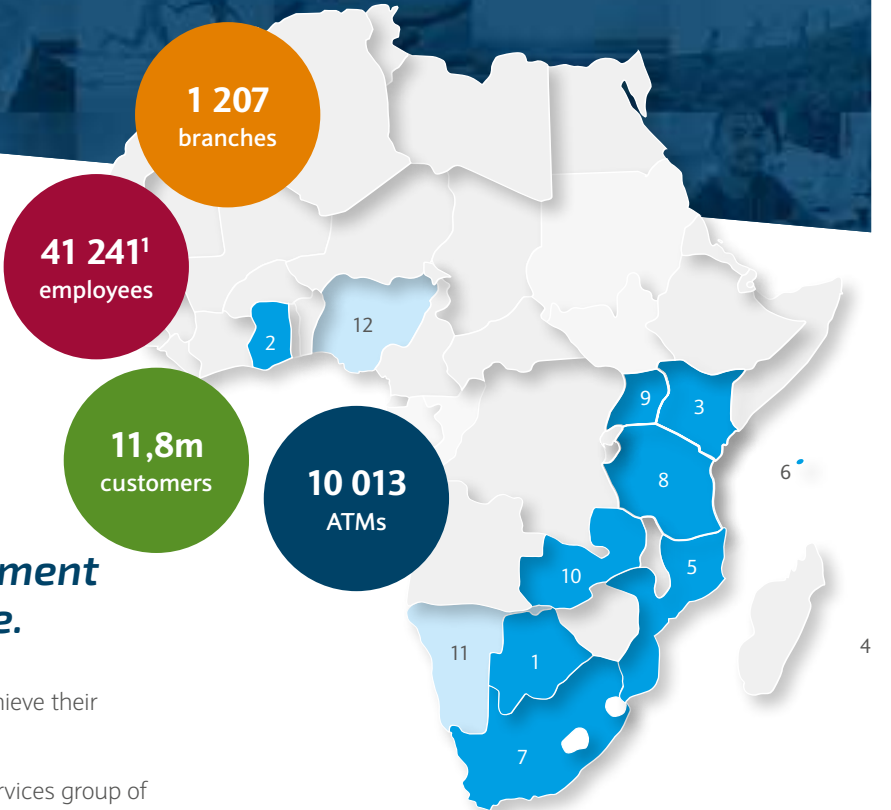 1 207
branches
41 241¹
employees
11,8m
customers
10 013
ATMs
12
2
9
3
8
6
10
5
11
1
4
7
e.
hieve their
rvices group of